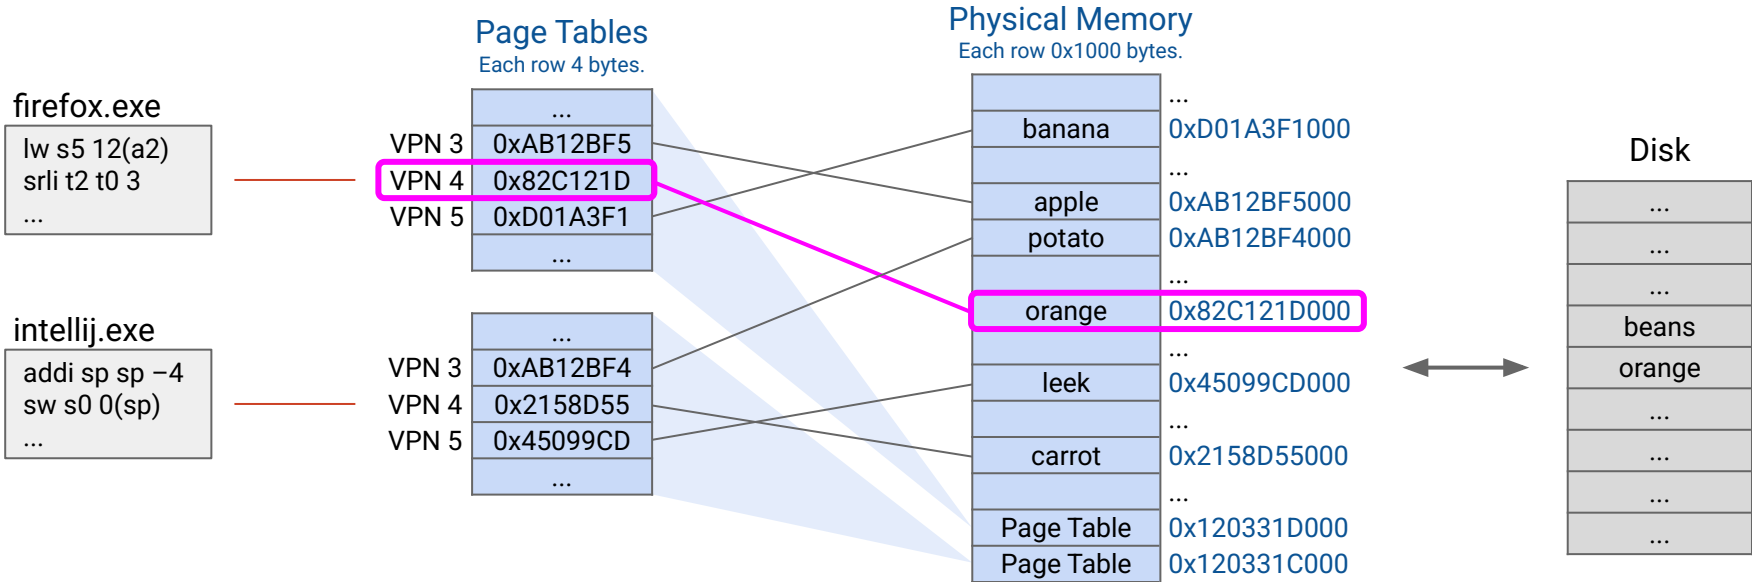 firefox.exe
lw s5 12(a2)
srli t2 t0 3
...
intellij.exe
addi sp sp –4
sw s0 0(sp)
...
Page Tables
Each row 4 bytes.
...
VPN 3 0xAB12BF5
VPN 4 0x82C121D
VPN 5 0xD01A3F1
...
...
VPN 3 0xAB12BF4
VPN 4 0x2158D55
VPN 5 0x45099CD
...
Physical Memory
Each row 0x1000 bytes.
...
banana 0xD01A3F1000
...
apple 0xAB12BF5000
potato 0xAB12BF4000
...
orange 0x82C121D000
...
leek 0x45099CD000
...
carrot 0x2158D55000
...
Page Table 0x120331D000
Page Table 0x120331C000
Disk
...
...
...
beans
orange
...
...
...
...